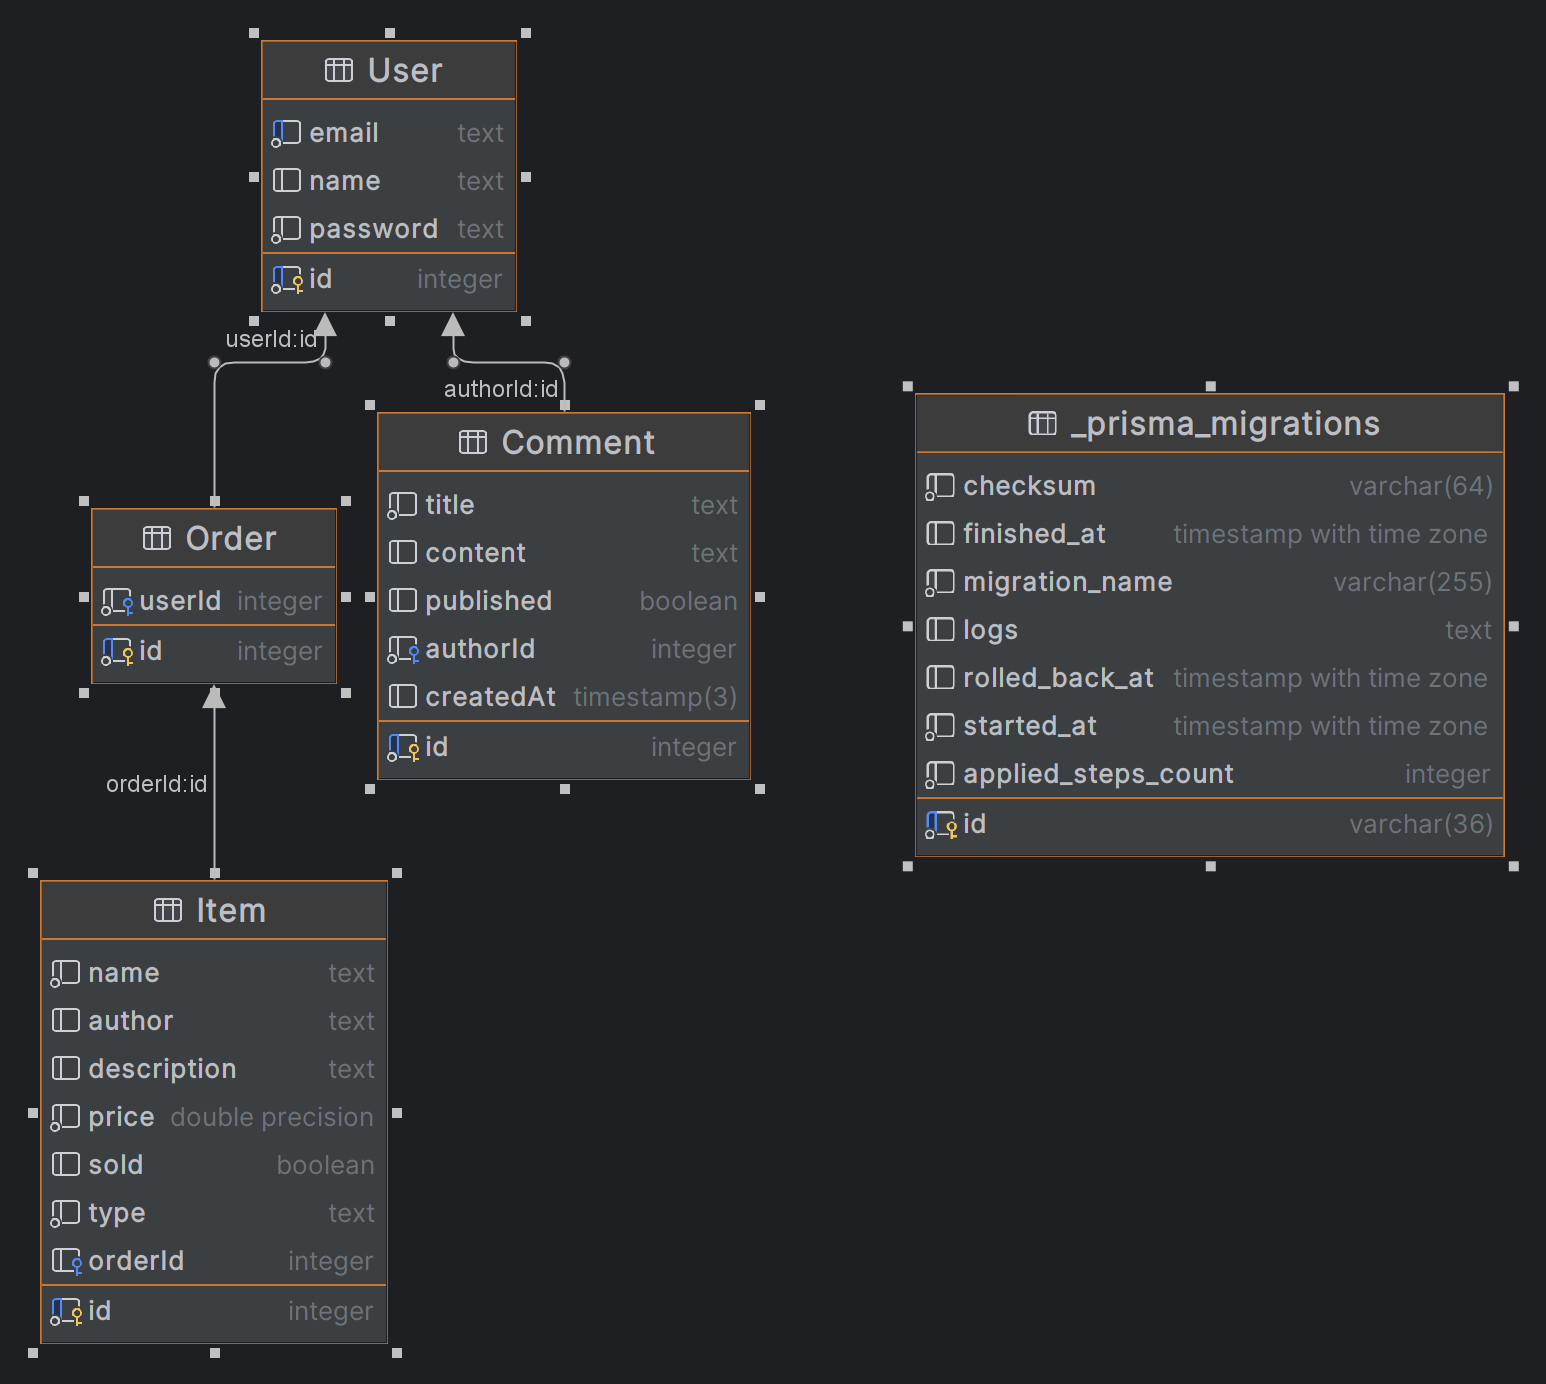 User
email text
name text
password text
id integer
userId:id
authorId:id
Comment
title text
content text
published boolean
authorId integer
createdAt timestamp(3)
id integer
Order
userId integer
id integer
orderId:id
Item
name text
author text
description text
price double precision
sold boolean
type text
orderId integer
id integer
_prisma_migrations
checksum varchar(64)
finished_at timestamp with time zone
migration_name varchar(255)
logs text
rolled_back_at timestamp with time zone
started_at timestamp with time zone
applied_steps_count integer
id varchar(36)